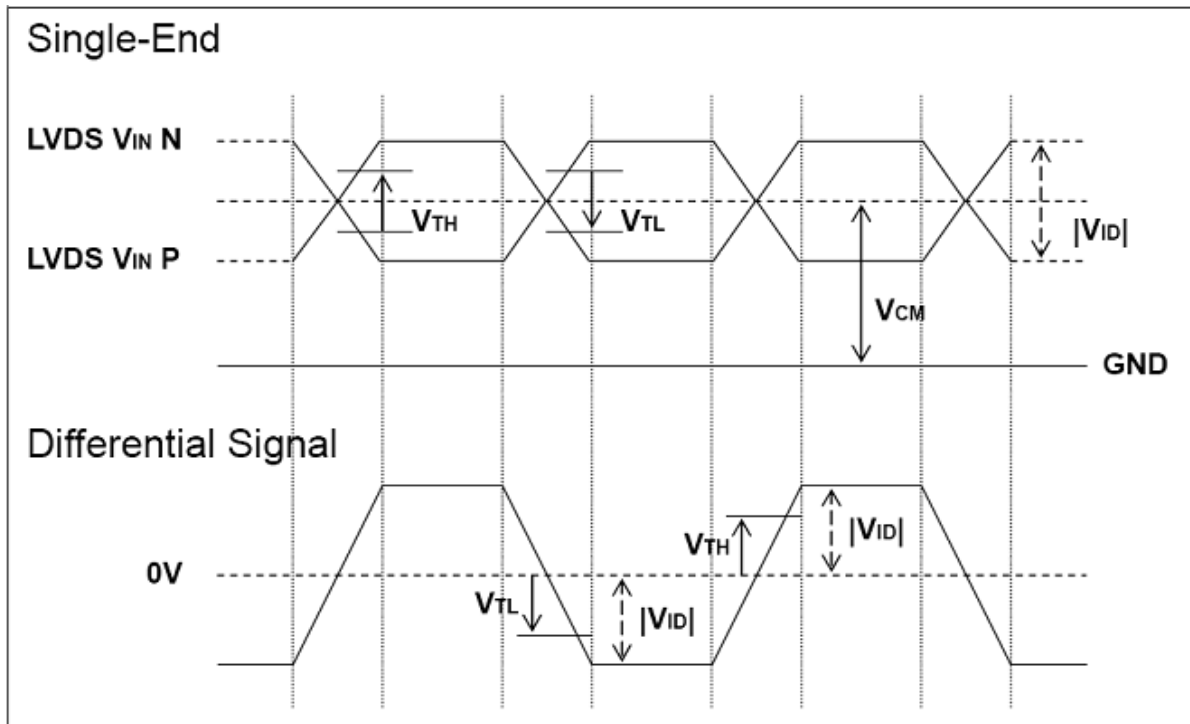 Single-End
LVDS VIN N
VTH
VTL
LVDS VIN P
|VID|
VCM
GND
Differential Signal
VTH
|VID|
0V
VTL
|VID|